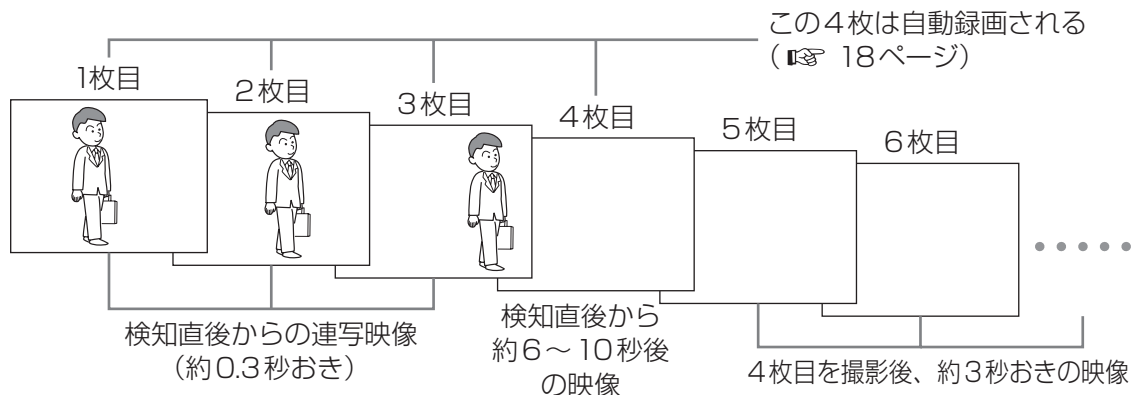 この4枚は自動録画される
(☞ 18ページ)
1枚目
2枚目
3枚目
4枚目
5枚目
6枚目
検知直後からの連写映像
(約0.3秒おき)
検知直後から
約6〜10秒後
の映像
4枚目を撮影後、約3秒おきの映像